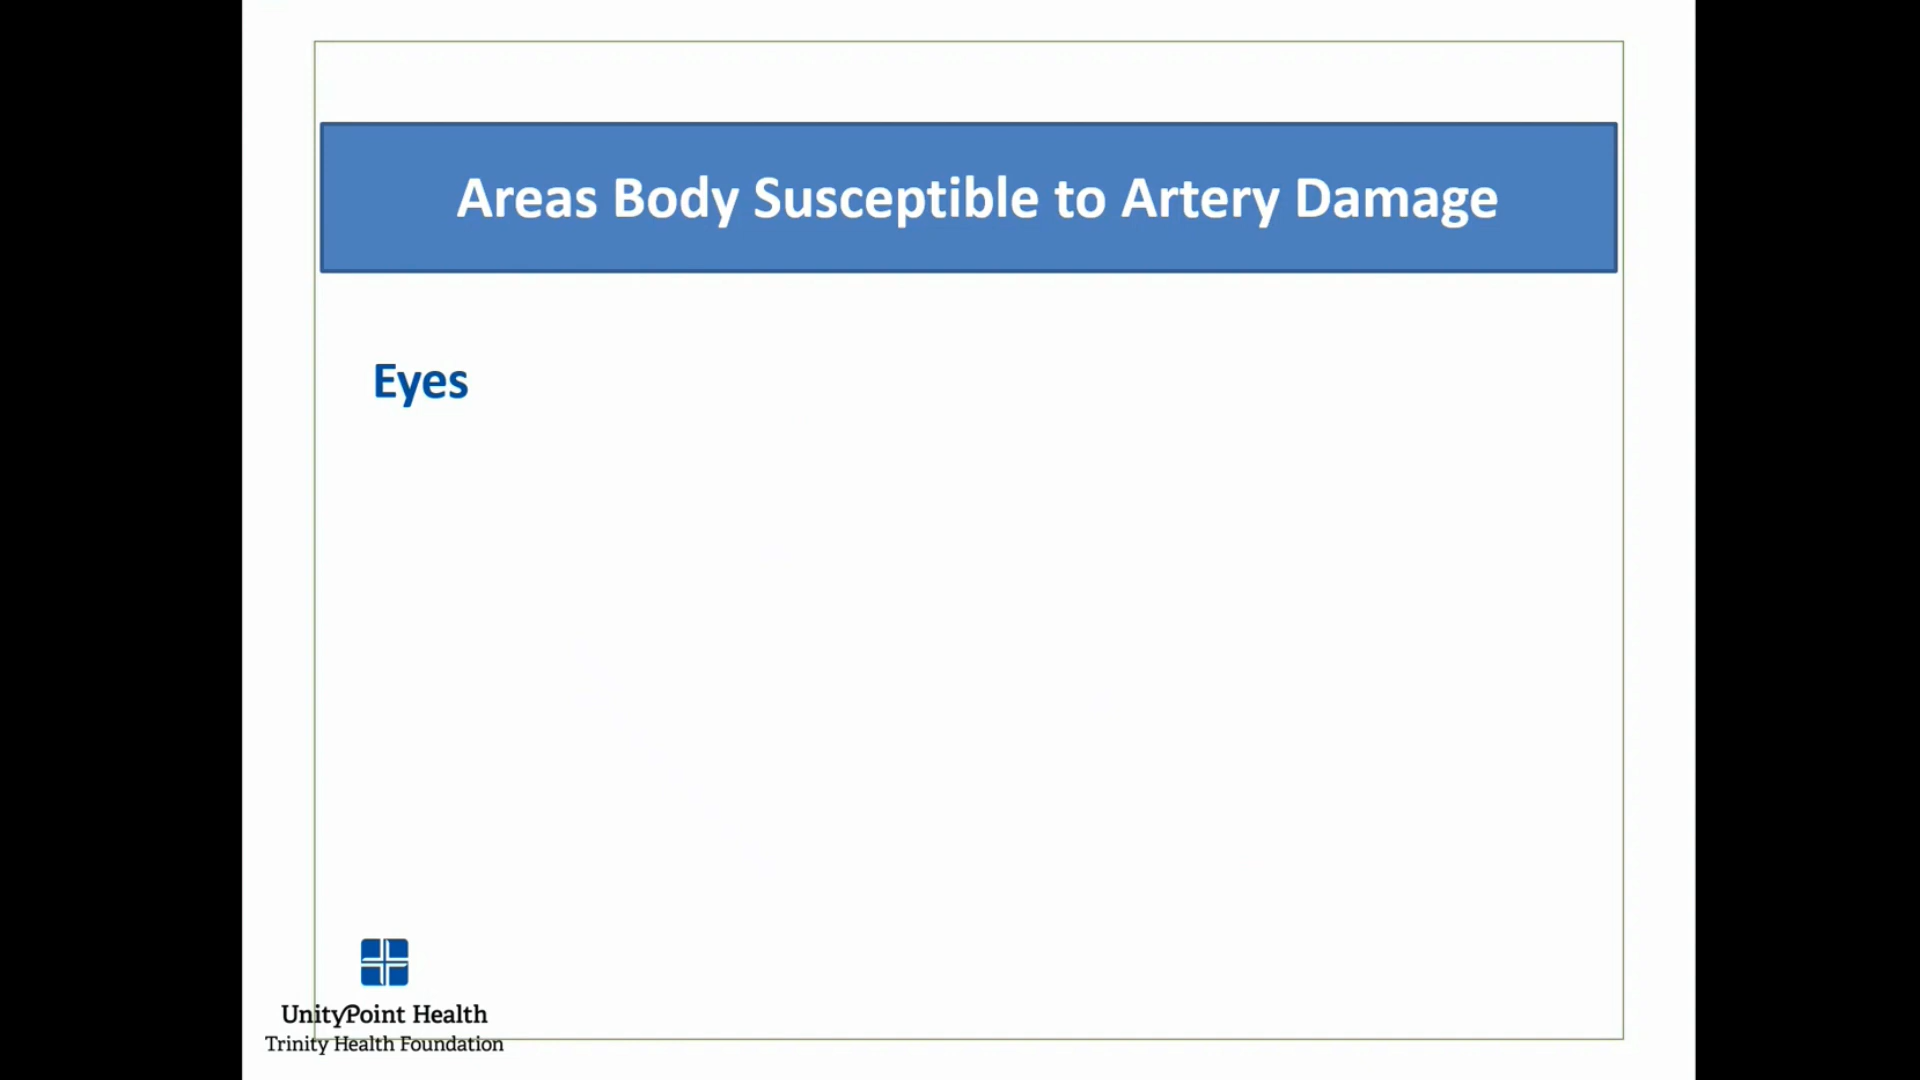 Areas Body Susceptible to Artery Damage
Eyes
UnityPoint Health
Trinity Health Foundation